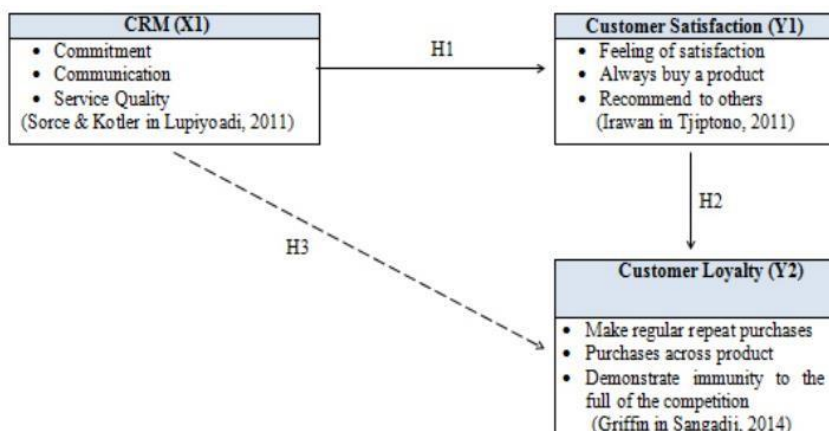 CRM (X1)
• Commitment
• Communication
• Service Quality
(Sorce & Kotler in Lupiyoadi, 2011)
H1
Customer Satisfaction (Y1)
• Feeling of satisfaction
• Always buy a product
• Recommend to others
(Irawan in Tjiptono, 2011)
H2
H3
Customer Loyalty (Y2)
• Make regular repeat purchases
• Purchases across product
• Demonstrate immunity to the
full of the competition
(Griffin in Sangadji, 2014)